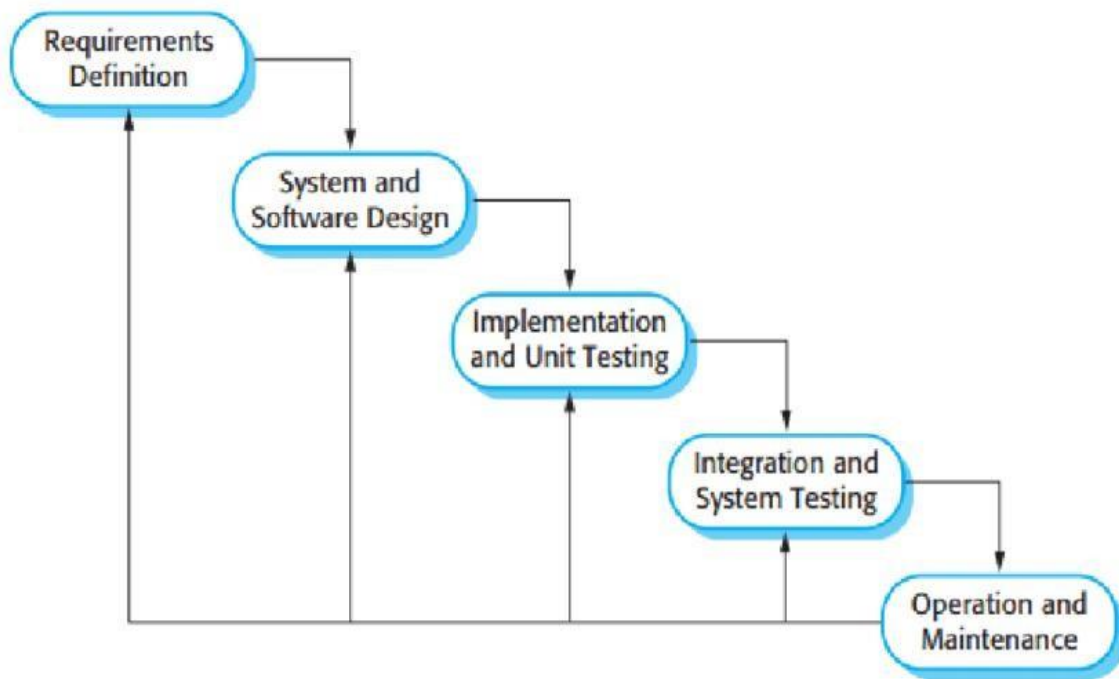 Requirements
Definition
System and
Software Design
Implementation
and Unit Testing
Integration and
System Testing
Operation and
Maintenance